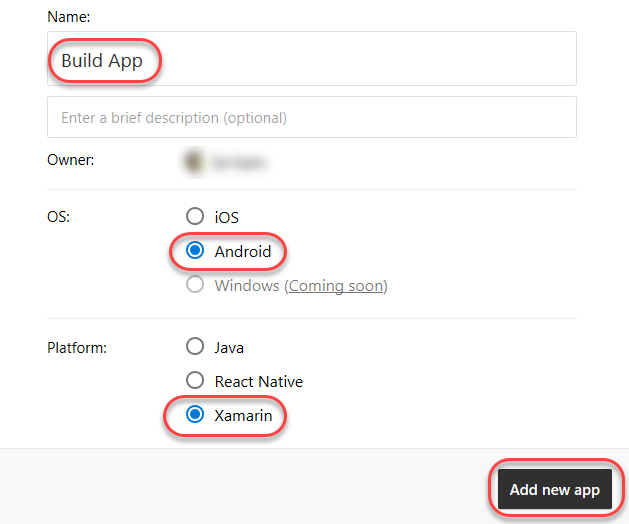 Name:
Build App
Enter a brief description (optional)
Owner:
OS:
iOS
Android
Windows (Coming soon)
Platform:
Java
React Native
Xamarin
Add new app